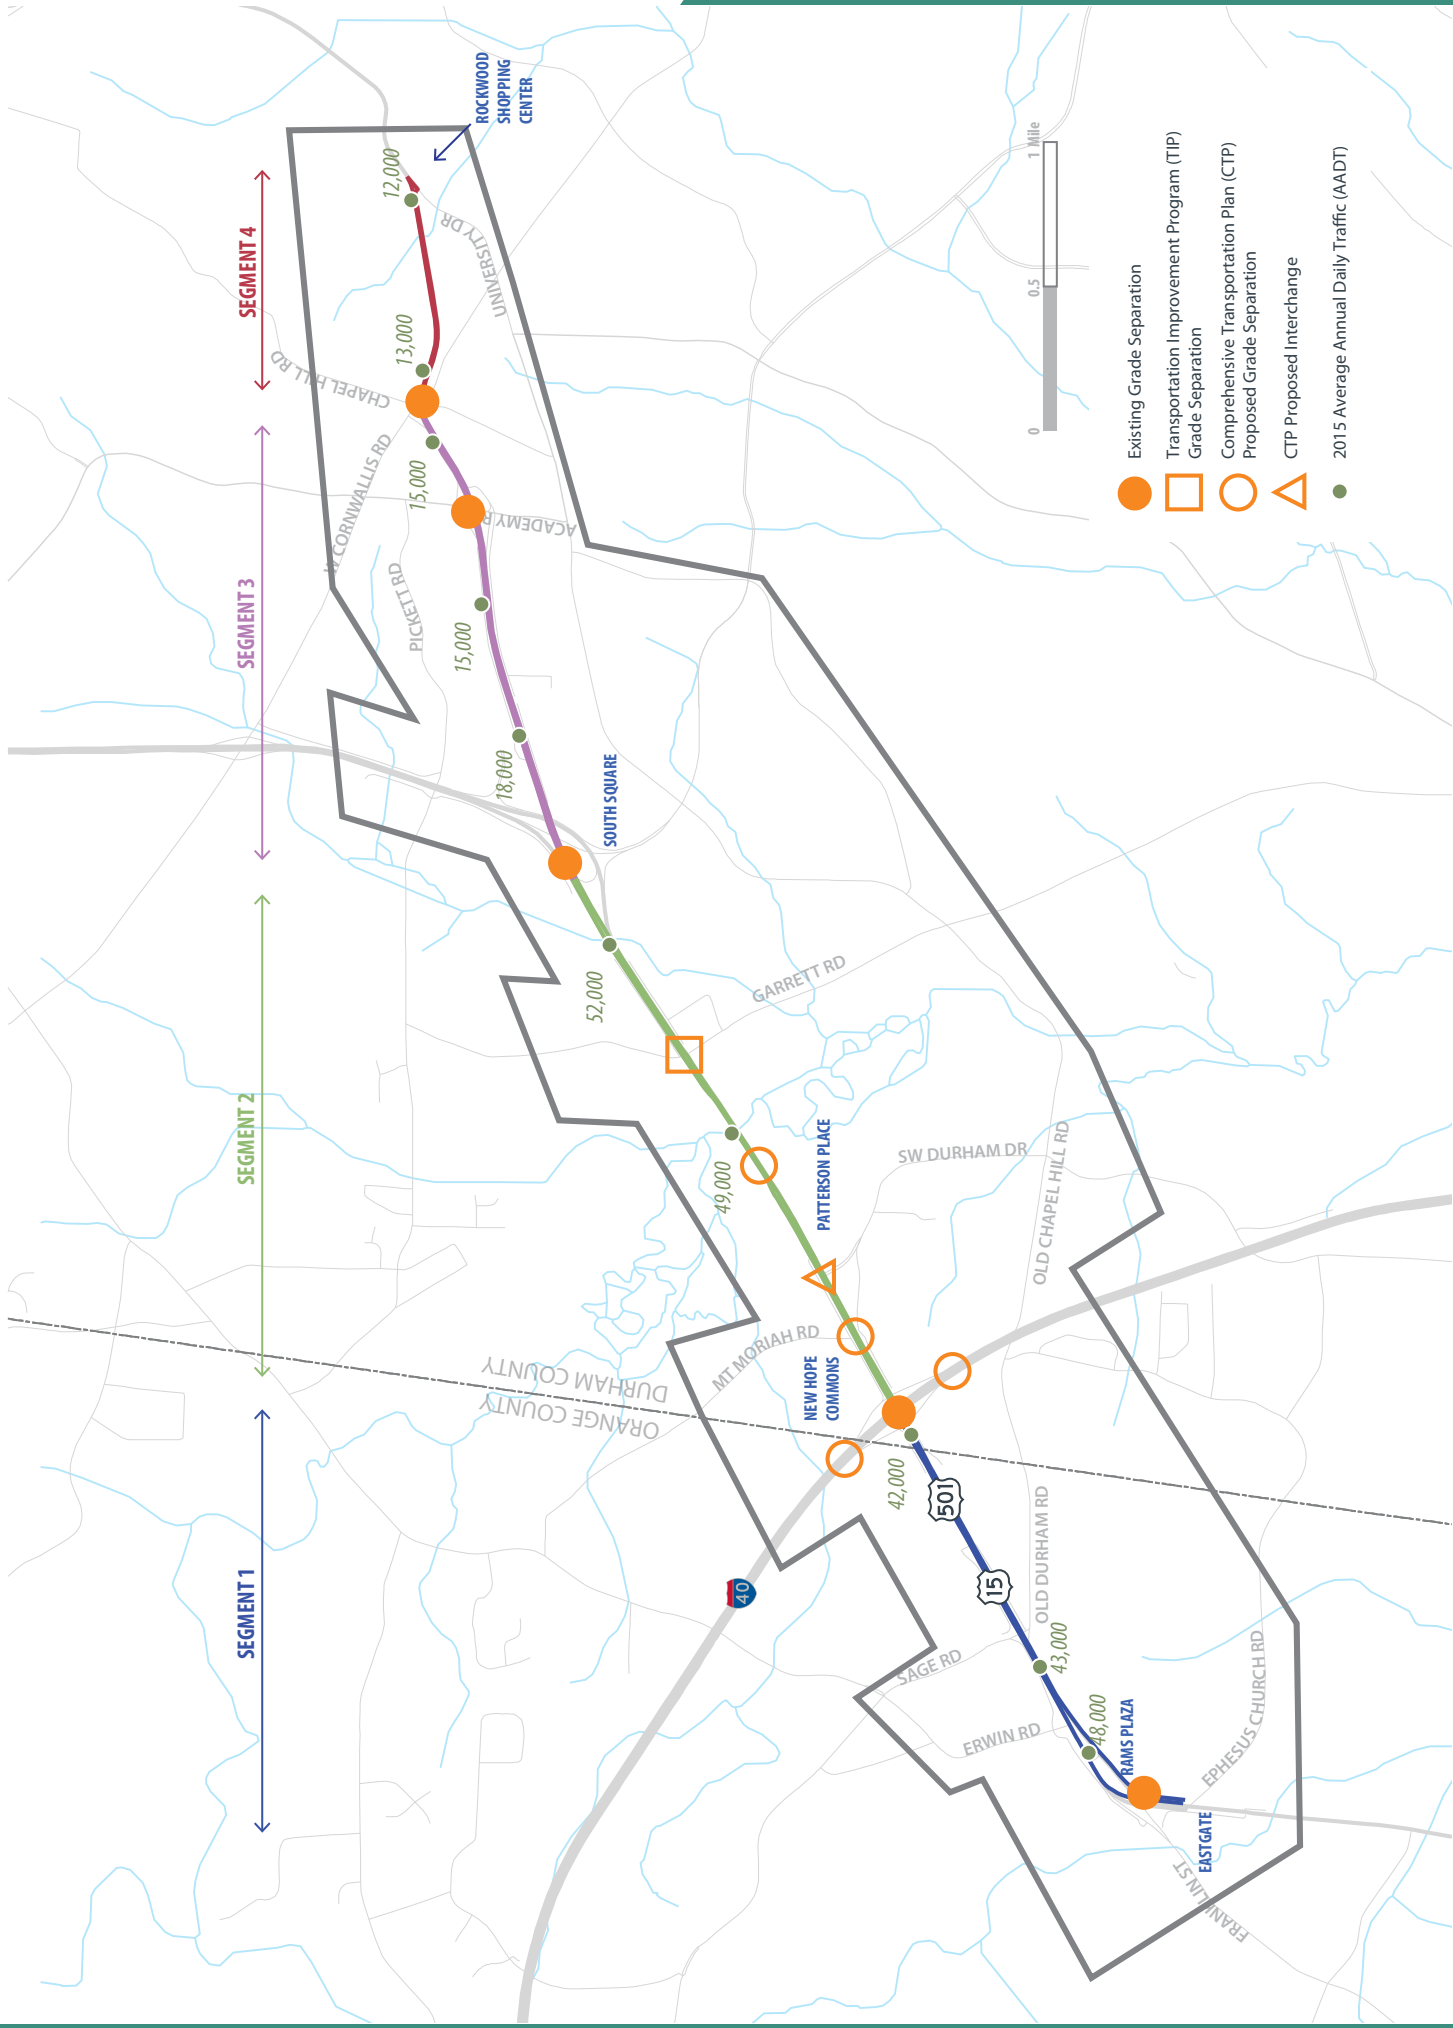 SEGMENT 1
SEGMENT 2
SEGMENT 3
SEGMENT 4
ROCKWOOD
SHOPPING
CENTER
12,000
UNIVERSITY DR
13,000
CHAPEL HILL RD
W CORNWALLIS RD
15,000
ACADEMY R
PICKETT RD
15,000
18,000
SOUTH SQUARE
52,000
GARRETT RD
49,000
PATTERSON PLACE
SW DURHAM DR
OLD CHAPEL HILL RD
MT MORIAH RD
NEW HOPE
COMMONS
DURHAM COUNTY
ORANGE COUNTY
42,000
501
15
40
OLD DURHAM RD
43,000
SAGE RD
ERWIN RD
48,000
RAMS PLAZA
EPHESUS CHURCH RD
EASTGATE
FRANKLIN ST
0
0.5
1 Mile
Existing Grade Separation
Transportation Improvement Program (TIP)
Grade Separation
Comprehensive Transportation Plan (CTP)
Proposed Grade Separation
CTP Proposed Interchange
2015 Average Annual Daily Traffic (AADT)